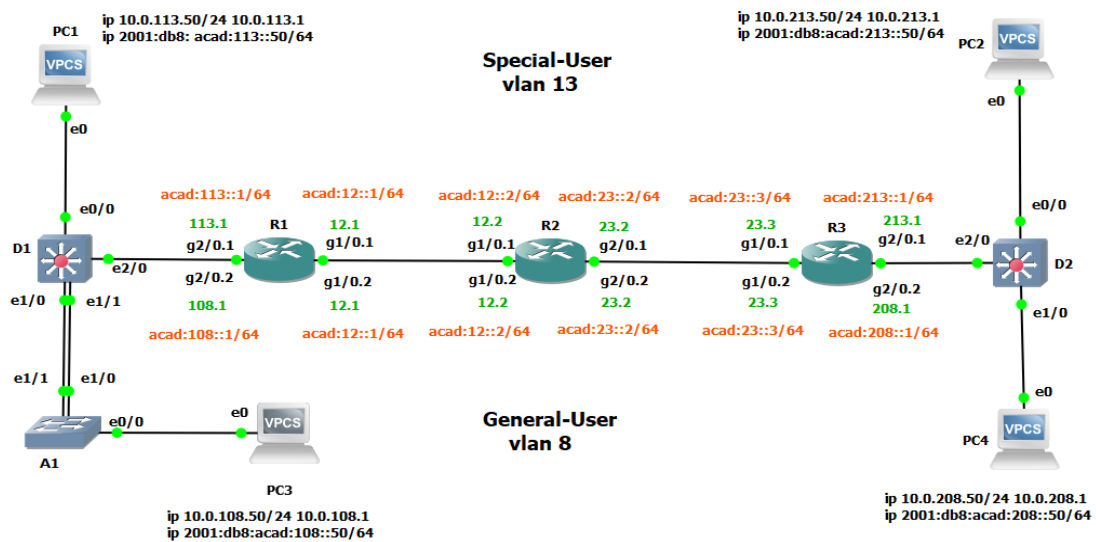 ip 10.0.113.50/24 10.0.113.1
ip 2001:db8: acad:113::50/64
PC1
VPCS
e0
ip 10.0.213.50/24 10.0.213.1
ip 2001:db8:acad:213::50/64
PC2
VPCS
e0
Special-User
vlan 13
acad:113::1/64
acad:12::1/64
acad:12::2/64
acad:23::2/64
acad:23::3/64
acad:213::1/64
e0/0
113.1
R1
12.1
12.2
R2
23.2
23.3
R3
213.1
e0/0
D1
g2/0.1
g1/0.1
g1/0.1
g2/0.1
g1/0.1
g2/0.1
e2/0
D2
e2/0
g2/0.2
g1/0.2
g1/0.2
g2/0.2
g1/0.2
g2/0.2
e1/0
e1/1
108.1
12.1
12.2
23.2
23.3
208.1
e1/0
acad:108::1/64
acad:12::1/64
acad:12::2/64
acad:23::2/64
acad:23::3/64
acad:208::1/64
e1/1
e1/0
e0/0
A1
e0
VPCS
PC3
General-User
vlan 8
e0
VPCS
PC4
ip 10.0.108.50/24 10.0.108.1
ip 2001:db8:acad:108::50/64
ip 10.0.208.50/24 10.0.208.1
ip 2001:db8:acad:208::50/64